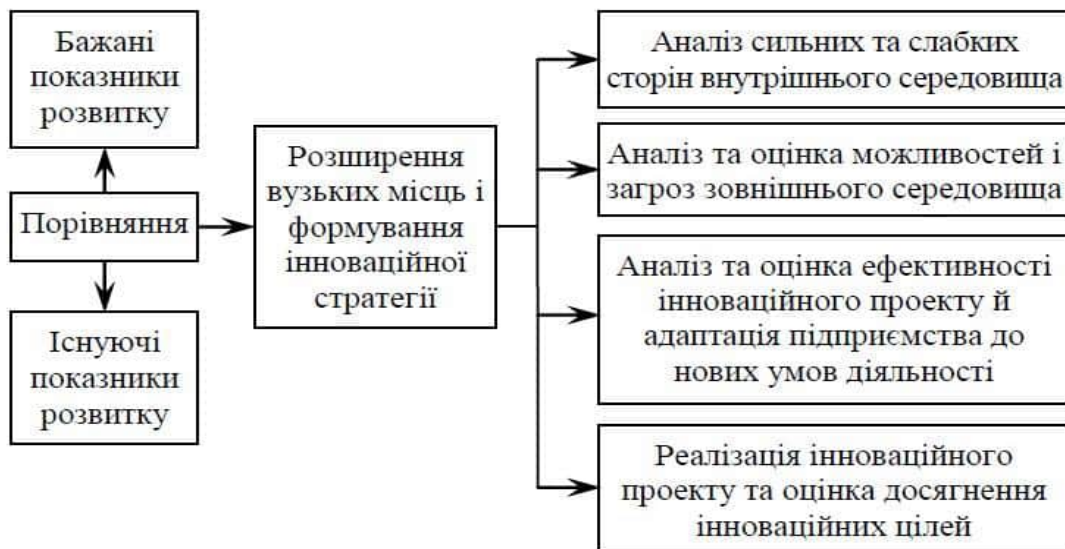 Бажані
показники
розвитку
Порівняння
Існуючі
показники
розвитку
Розширення
вузьких місць і
формування
інноваційної
стратегії
Аналіз сильних та слабких
сторін внутрішнього середовища
Аналіз та оцінка можливостей і
загроз зовнішнього середовища
Аналіз та оцінка ефективності
інноваційного проекту й
адаптація підприємства до
нових умов діяльності
Реалізація інноваційного
проекту та оцінка досягнення
інноваційних цілей